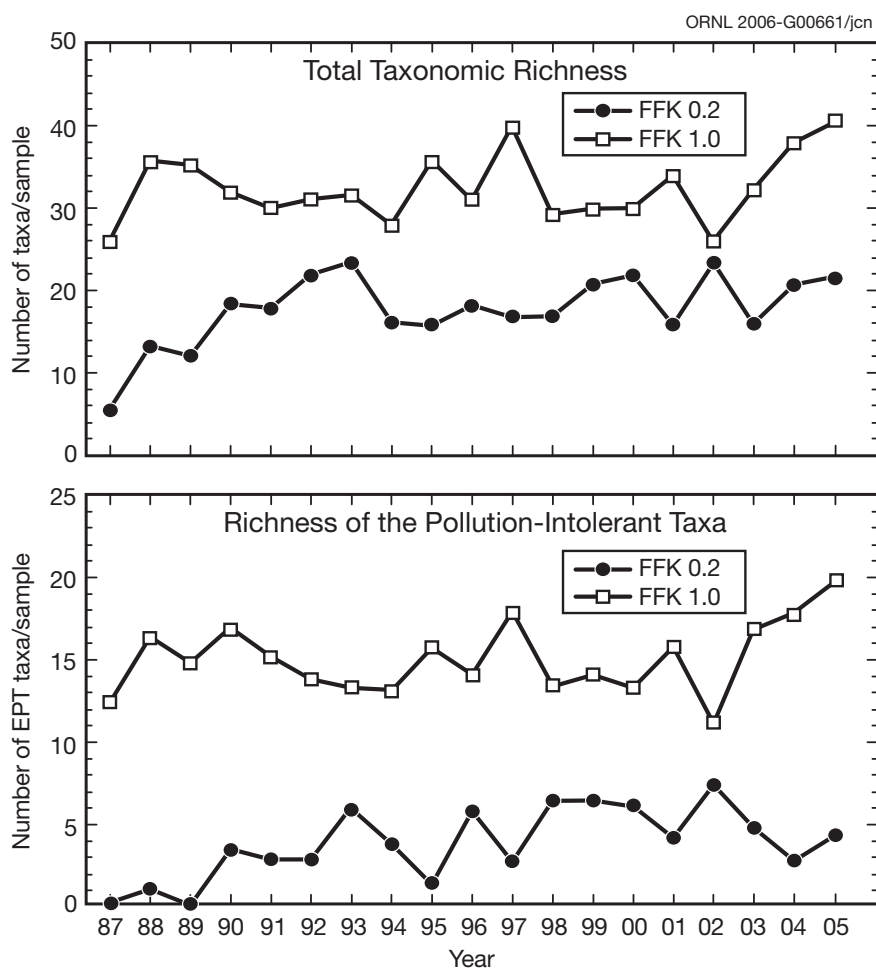 ORNL 2006-G00661/jcn
Total Taxonomic Richness
FFK 0.2
FFK 1.0
Number of taxa/sample
50
40
30
20
10
0
Richness of the Pollution-Intolerant Taxa
FFK 0.2
FFK 1.0
Number of EPT taxa/sample
25
20
15
10
5
0
87 88 89 90 91 92 93 94 95 96 97 98 99 00 01 02 03 04 05
Year